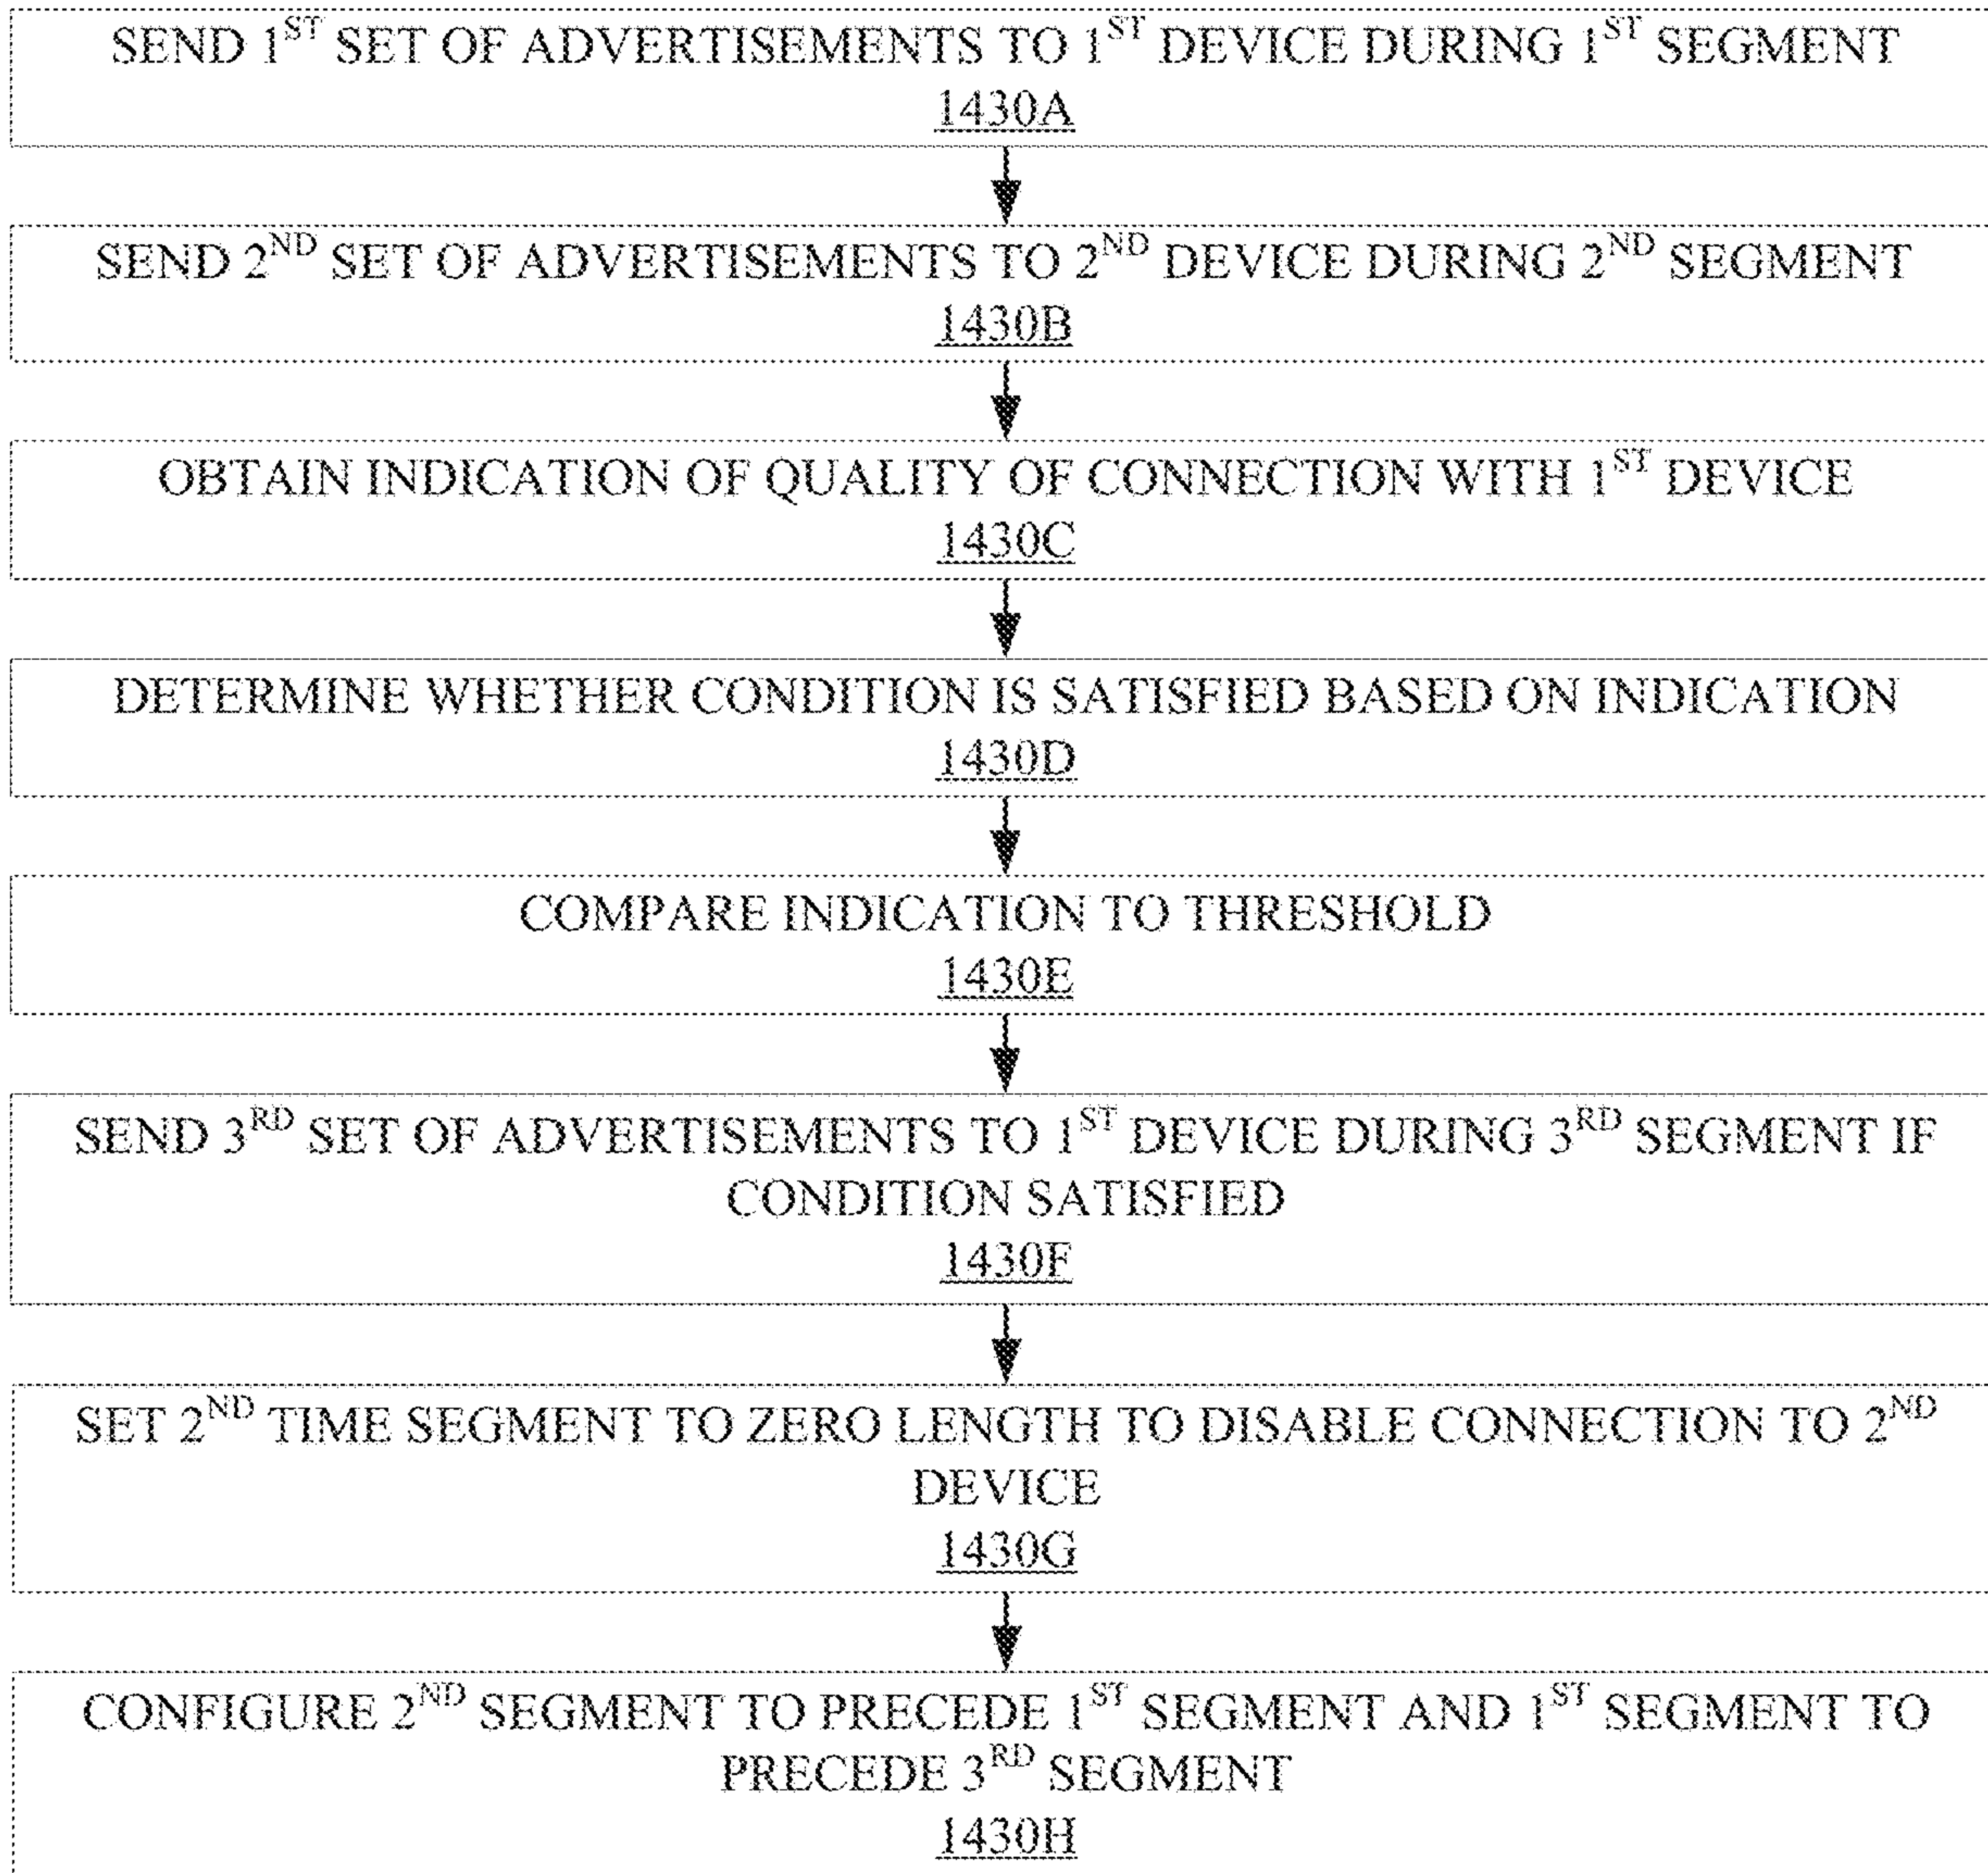 SEND 1ST SET OF ADVERTISEMENTS TO 1ST DEVICE DURING 1ST SEGMENT
1430A
SEND 2ND SET OF ADVERTISEMENTS TO 2ND DEVICE DURING 2ND SEGMENT
1430B
OBTAIN INDICATION OF QUALITY OF CONNECTION WITH 1ST DEVICE
1430C
DETERMINE WHETHER CONDITION IS SATISFIED BASED ON INDICATION
1430D
COMPARE INDICATION TO THRESHOLD
1430E
SEND 3RD SET OF ADVERTISEMENTS TO 1ST DEVICE DURING 3RD SEGMENT IF
CONDITION SATISFIED
1430F
SET 2ND TIME SEGMENT TO ZERO LENGTH TO DISABLE CONNECTION TO 2ND
DEVICE
1430G
CONFIGURE 2ND SEGMENT TO PRECEDE 1ST SEGMENT AND 1ST SEGMENT TO
PRECEDE 3RD SEGMENT
1430H